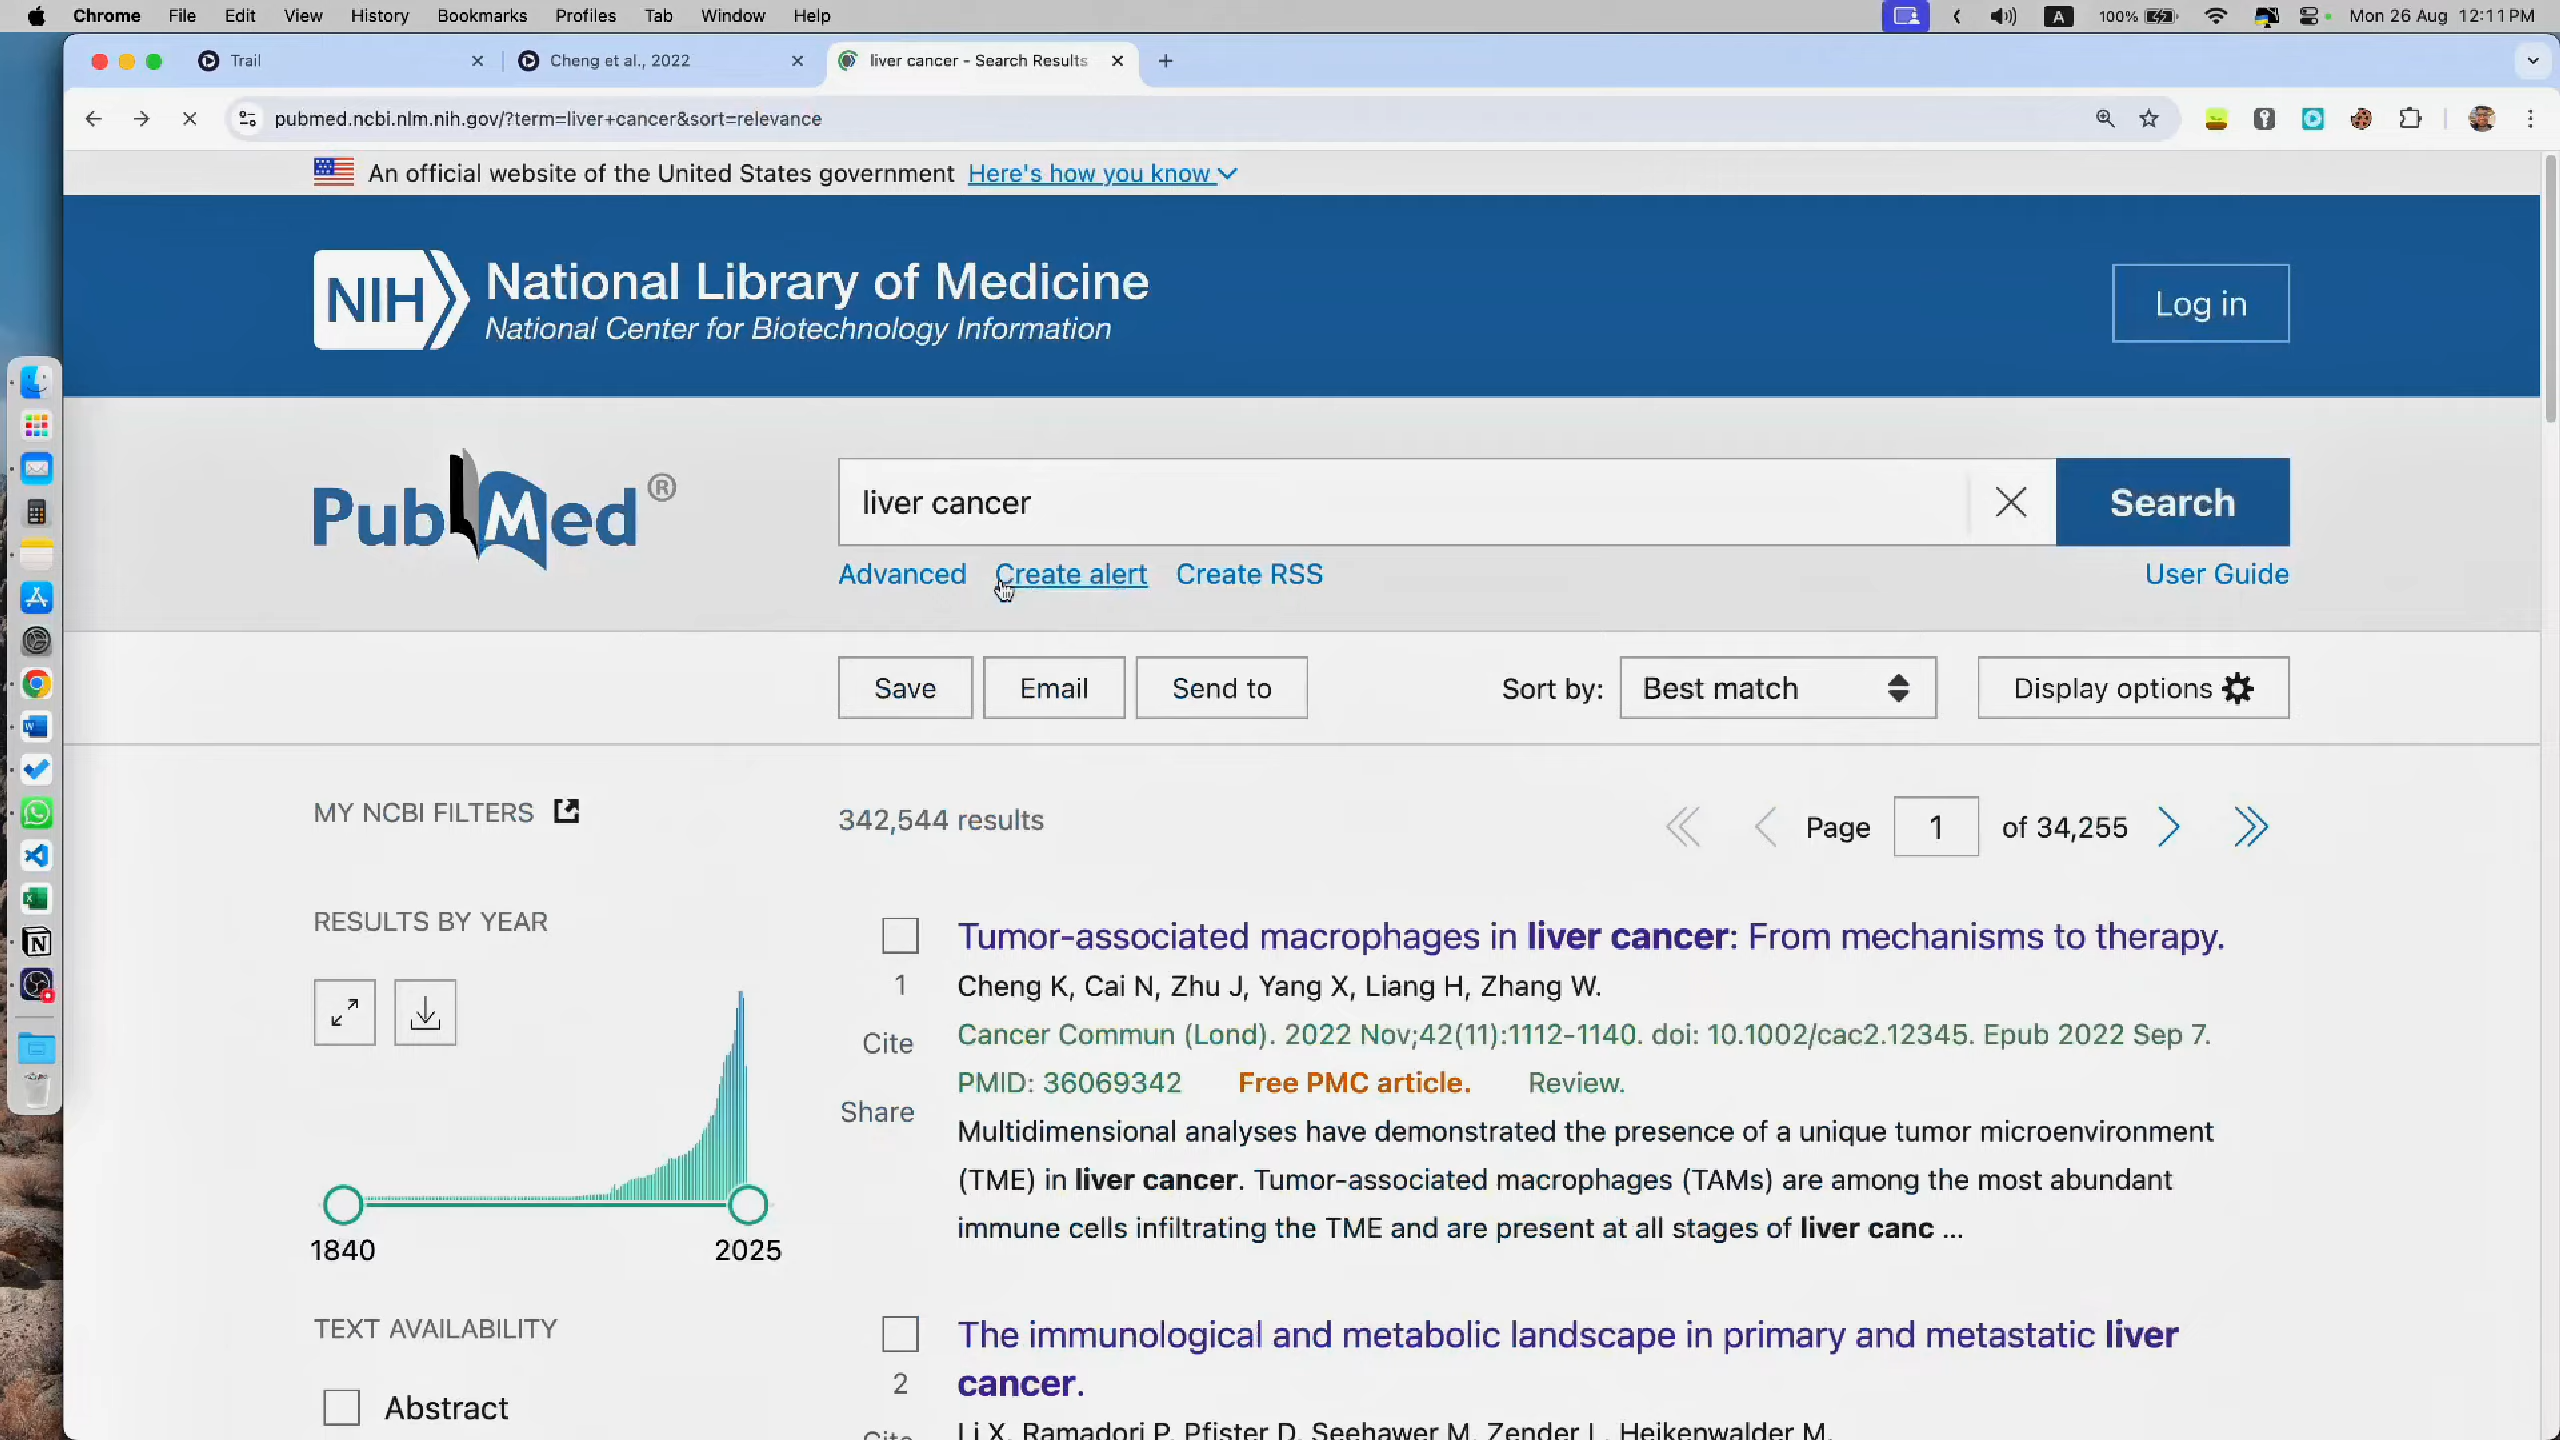 Chrome File Edit View History Bookmarks Profiles Tab Window Help
A 100% Mon 26 Aug 12:11 PM
Trail
Cheng et al., 2022
liver cancer - Search Results
pubmed.ncbi.nlm.nih.gov/?term=liver+cancer&sort=relevance
An official website of the United States government Here's how you know
NIH National Library of Medicine
National Center for Biotechnology Information
Log in
PubMed®
liver cancer
Search
Advanced Create alert Create RSS User Guide
Save Email Send to Sort by: Best match Display options
MY NCBI FILTERS
342,544 results
Page 1 of 34,255
RESULTS BY YEAR
1840 2025
TEXT AVAILABILITY
Abstract
1
Cite
Share
Tumor-associated macrophages in liver cancer: From mechanisms to therapy.
Cheng K, Cai N, Zhu J, Yang X, Liang H, Zhang W.
Cancer Commun (Lond). 2022 Nov;42(11):1112-1140. doi: 10.1002/cac2.12345. Epub 2022 Sep 7.
PMID: 36069342 Free PMC article. Review.
Multidimensional analyses have demonstrated the presence of a unique tumor microenvironment
(TME) in liver cancer. Tumor-associated macrophages (TAMs) are among the most abundant
immune cells infiltrating the TME and are present at all stages of liver canc ...
2
Cite
The immunological and metabolic landscape in primary and metastatic liver
cancer.
Li X, Ramadori P, Pfister D, Seehawer M, Zender L, Heikenwalder M.